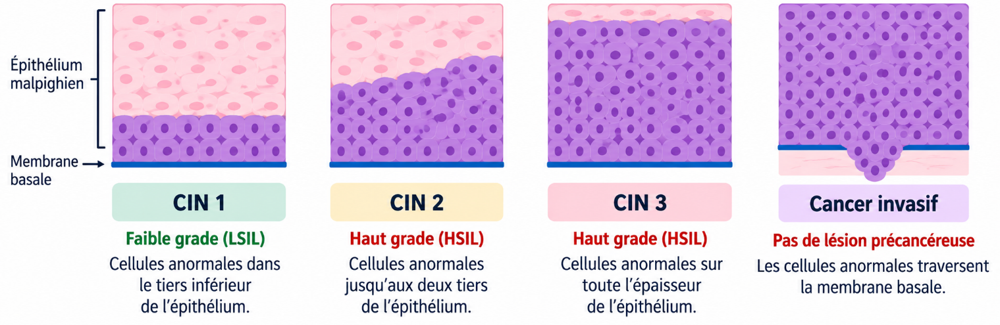 Épithélium
malpighien
Membrane
basale
CIN 1
Faible grade (LSIL)
Cellules anormales dans
le tiers inférieur
de l’épithélium.
CIN 2
Haut grade (HSIL)
Cellules anormales
jusqu’aux deux tiers
de l’épithélium.
CIN 3
Haut grade (HSIL)
Cellules anormales sur
toute l’épaisseur
de l’épithélium.
Cancer invasif
Pas de lésion précancéreuse
Les cellules anormales traversent
la membrane basale.